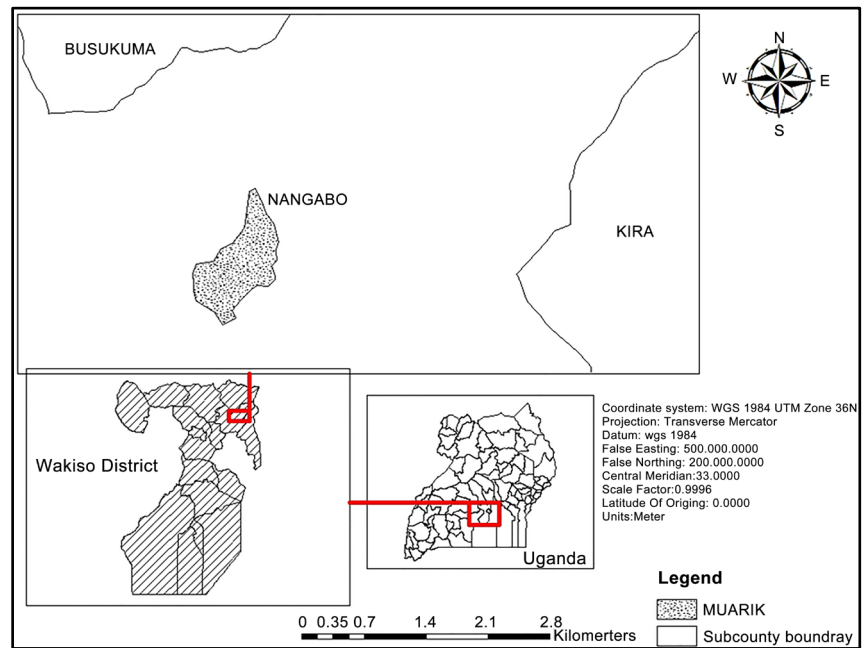 BUSUKUMA
N
W E
S
NANGABO
KIRA
Wakiso District
Uganda
Coordinate system: WGS 1984 UTM Zone 36N
Projection: Transverse Mercator
Datum: wgs 1984
False Easting: 500.000.0000
False Northing: 200.000.0000
Central Meridian:33.0000
Scale Factor:0.9996
Latitude Of Origing: 0.0000
Units:Meter
Legend
MUARIK
Subcounty boundray
0 0.35 0.7 1.4 2.1 2.8
Kilomerters